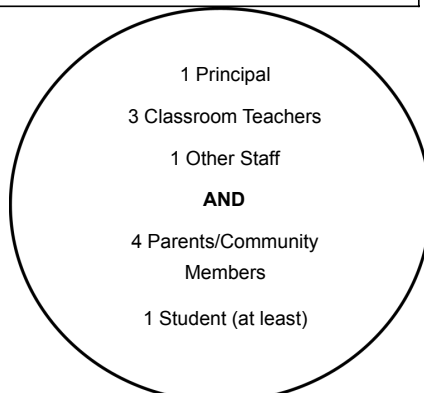 1 Principal
3 Classroom Teachers
1 Other Staff
AND
4 Parents/Community
Members
1 Student (at least)